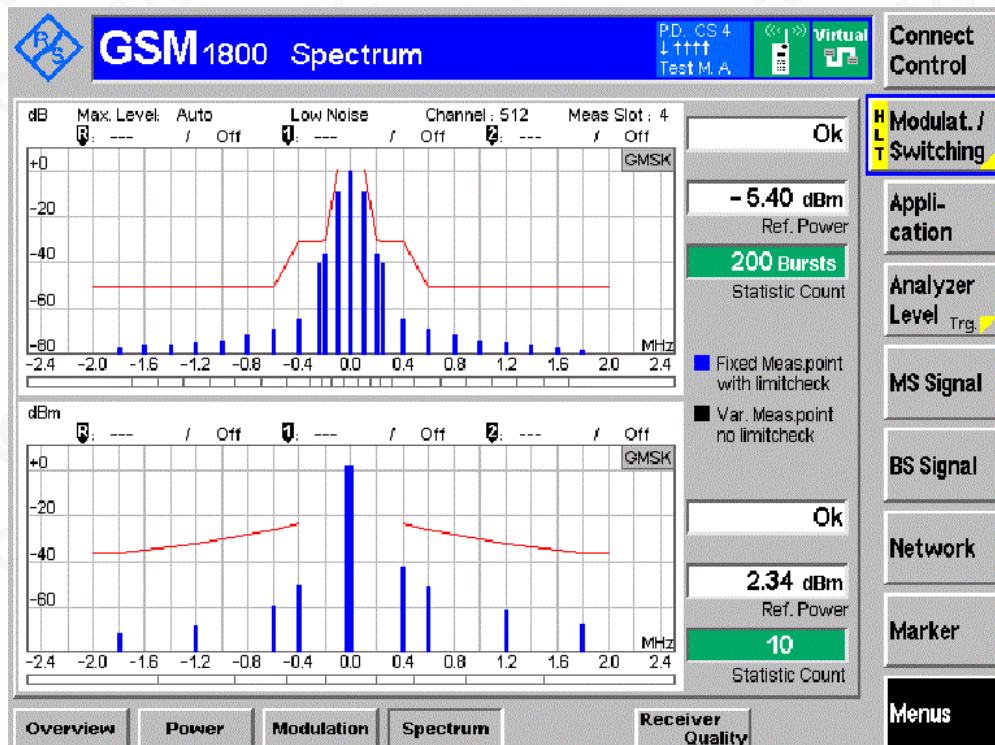 R S
GSM 1800 Spectrum
P.D. CS 4
↓ ↑↑↑↑
Test M. A.
Virtual
Connect
Control
dB Max. Level: Auto Low Noise Channel : 512 Meas Slot : 4
R: --- / Off 1: --- / Off 2: --- / Off
GMSK
+0
-20
-40
-60
-80
MHz
-2.4 -2.0 -1.6 -1.2 -0.8 -0.4 0.0 0.4 0.8 1.2 1.6 2.0 2.4
Ok
- 5.40 dBm
Ref. Power
200 Bursts
Statistic Count
Fixed Meas.point
with limitcheck
Var. Meas.point
no limitcheck
dBm
R: --- / Off 1: --- / Off 2: --- / Off
GMSK
+0
-20
-40
-60
MHz
-2.4 -2.0 -1.6 -1.2 -0.8 -0.4 0.0 0.4 0.8 1.2 1.6 2.0 2.4
Ok
2.34 dBm
Ref. Power
10
Statistic Count
HLT
Modulat. /
Switching
Appli-
cation
Analyzer
Level Trg.
MS Signal
BS Signal
Network
Marker
Menus
Overview Power Modulation Spectrum Receiver
Quality